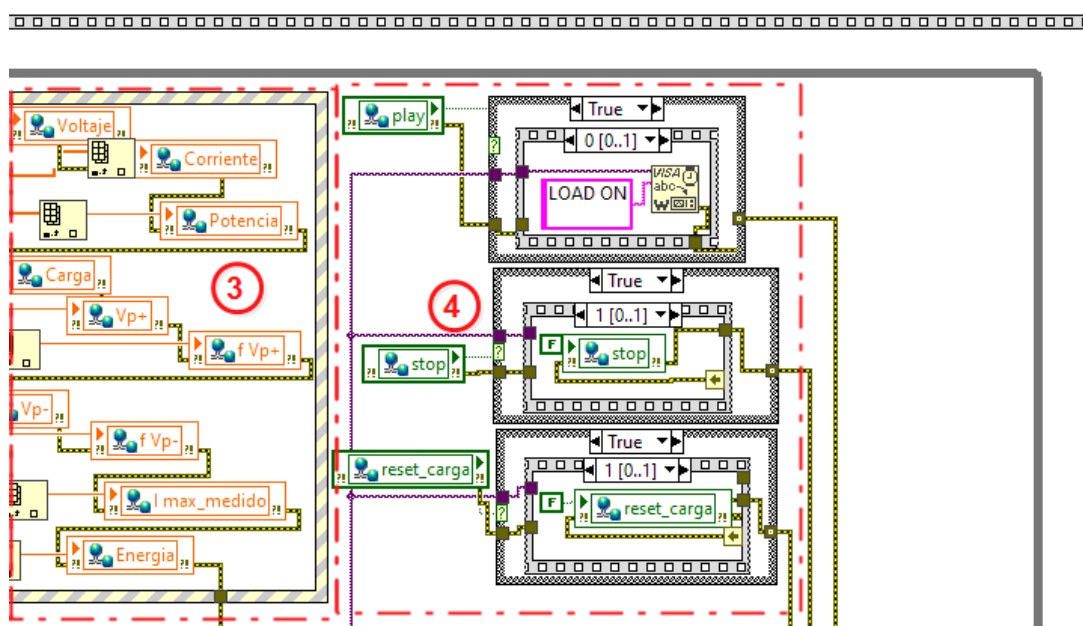 Voltaje
Corriente
Potencia
Carga
Vp+
f Vp+
Vp-
f Vp-
I max_medido
Energia
3
4
play
True
0 [0..1]
LOAD ON
VISA
abc
W
True
1 [0..1]
stop
F
stop
True
1 [0..1]
reset_carga
F
reset_carga